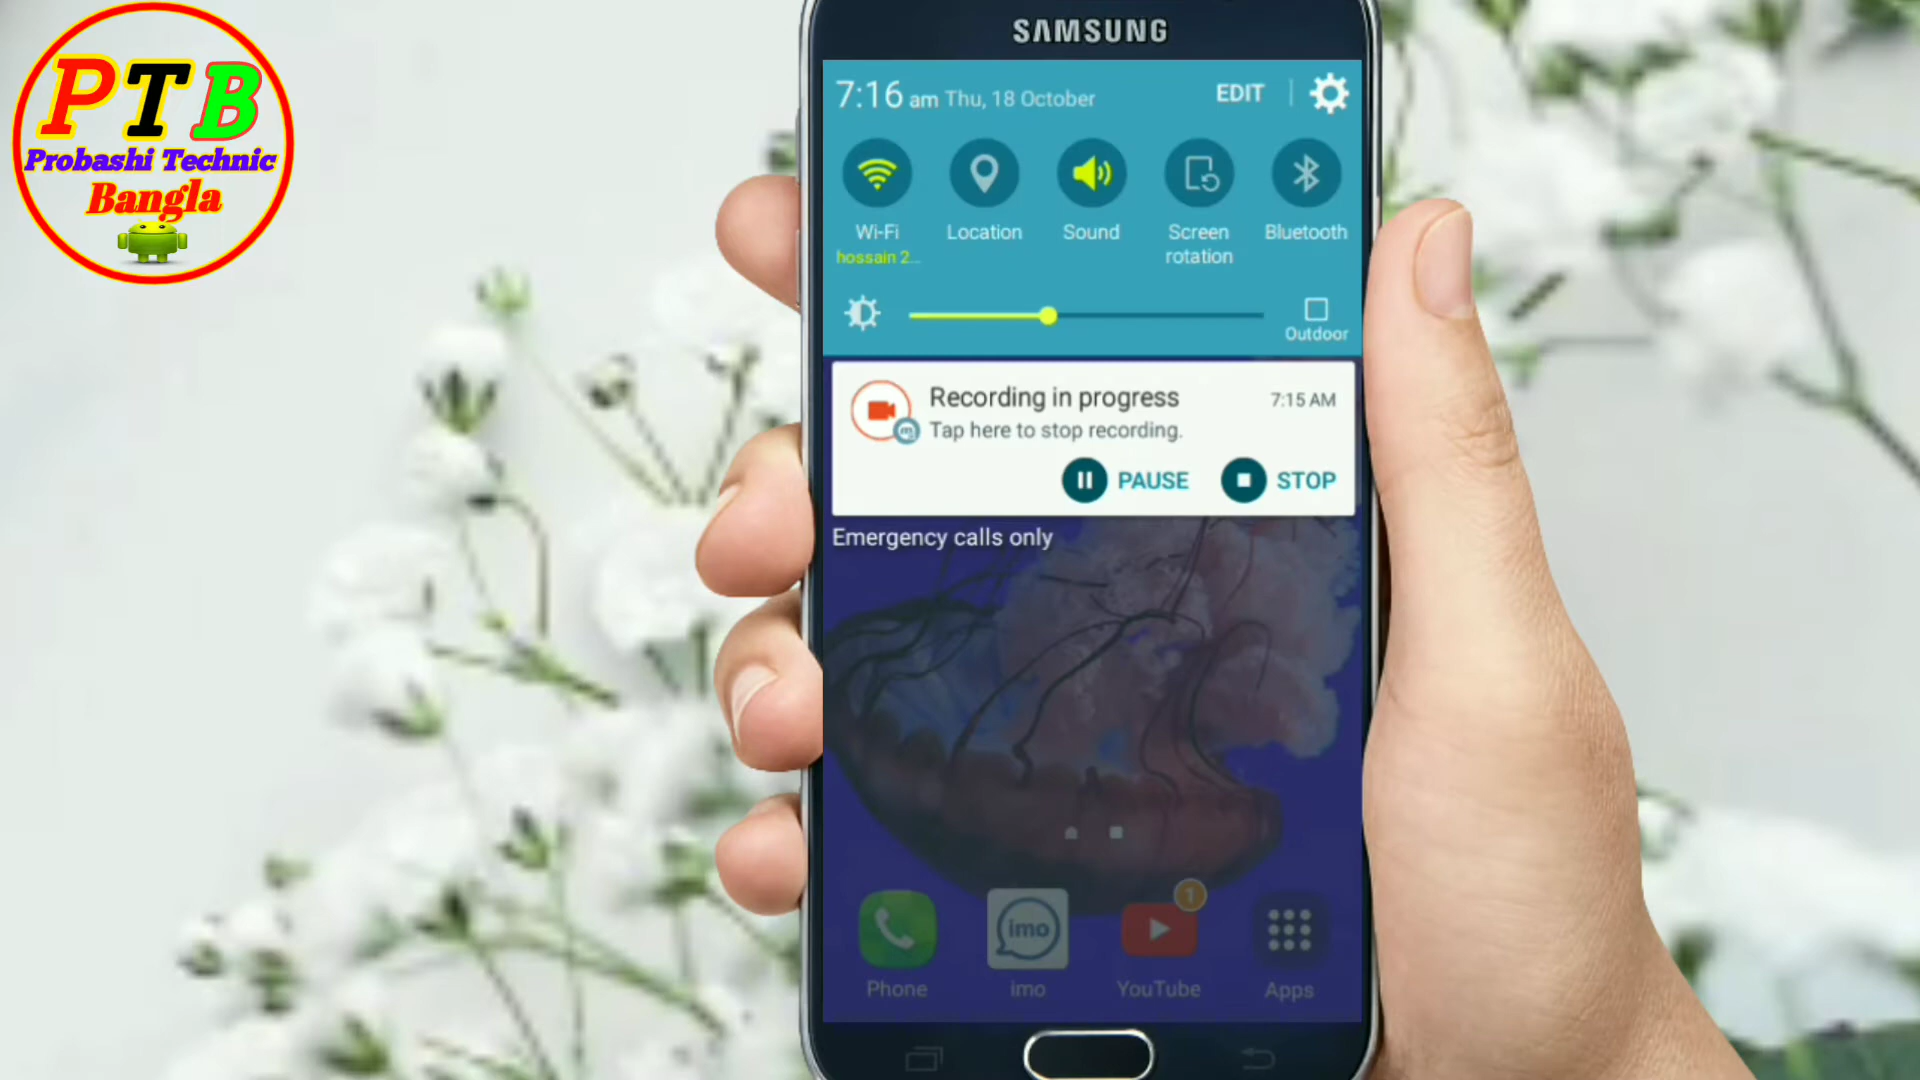 PTB
Probashi Technic
Bangla
SAMSUNG
7:16 am Thu, 18 October
EDIT
Wi-Fi
hossain 2...
Location
Sound
Screen
rotation
Bluetooth
Outdoor
Recording in progress
7:15 AM
Tap here to stop recording.
PAUSE
STOP
Emergency calls only
1
imo
Phone
imo
YouTube
Apps